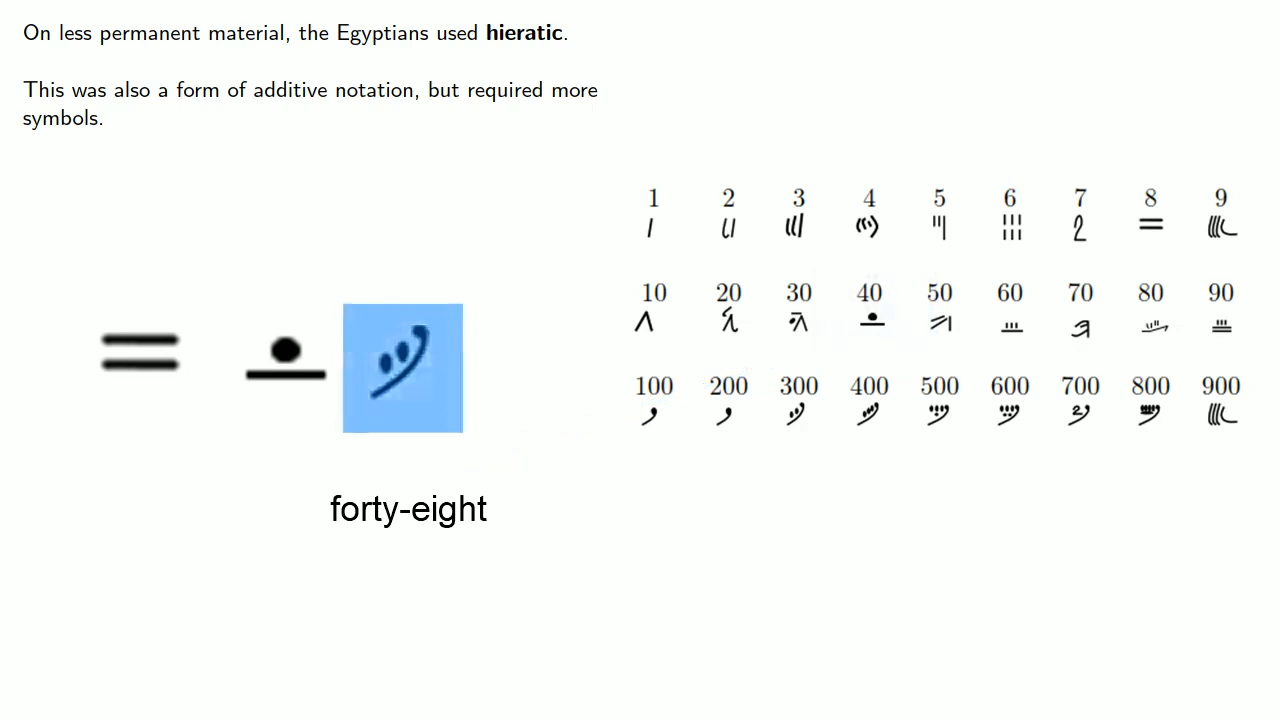 On less permanent material, the Egyptians used hieratic.
This was also a form of additive notation, but required more
symbols.
1 2 3 4 5 6 7 8 9
10 20 30 40 50 60 70 80 90
100 200 300 400 500 600 700 800 900
forty-eight